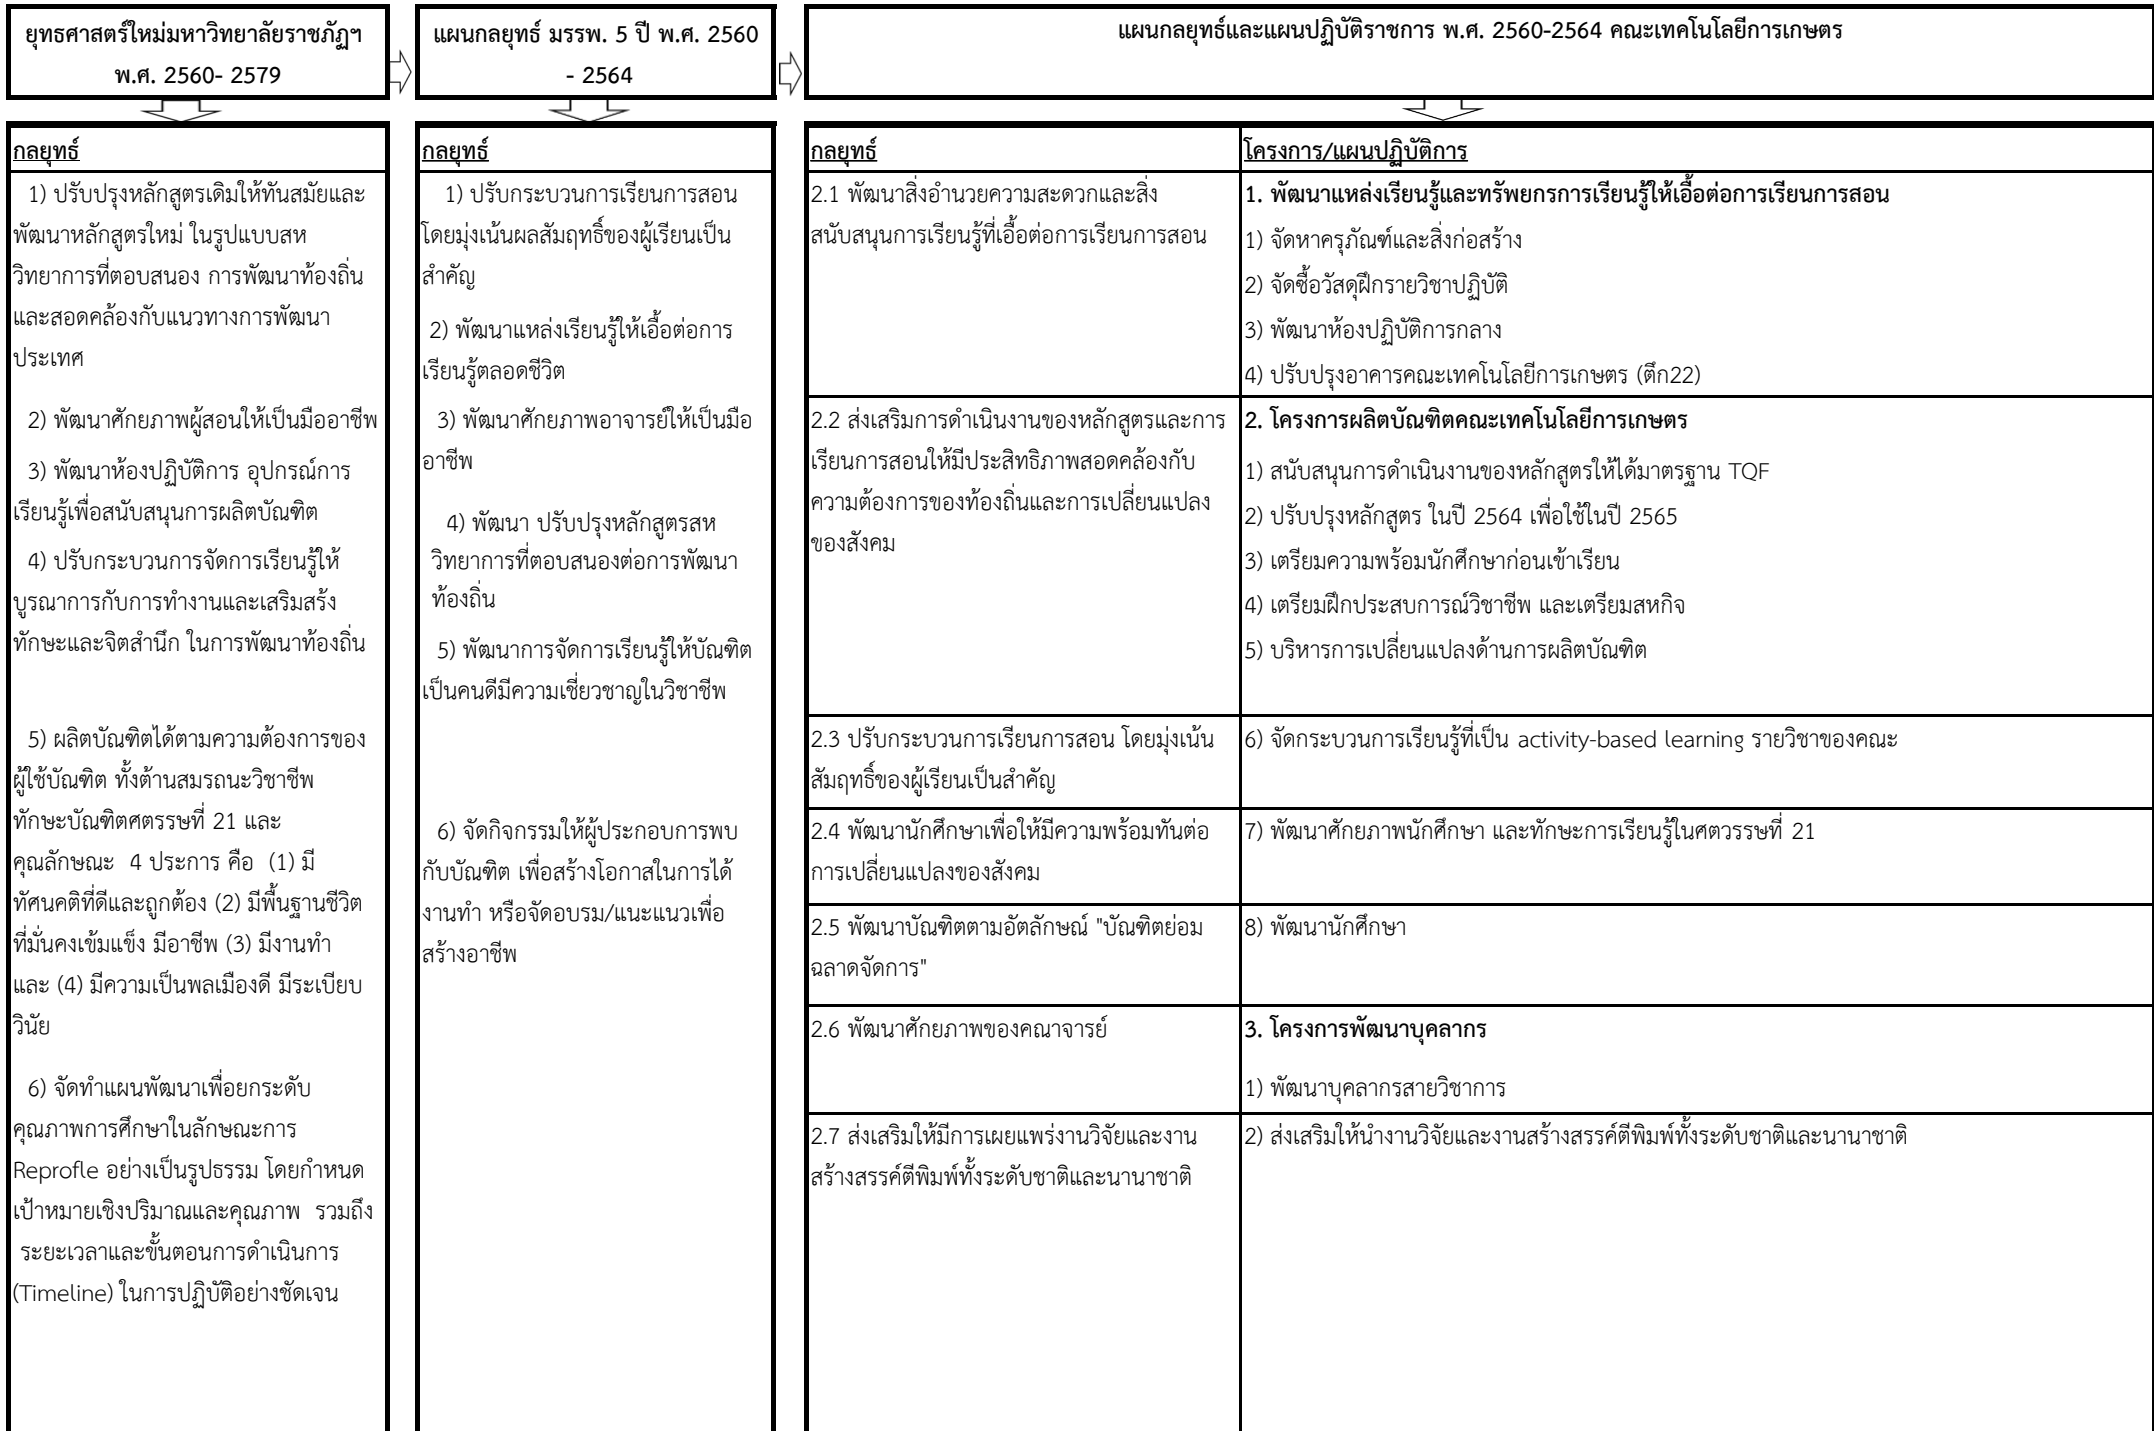 ยุทธศาสตร์ใหม่มหาวิทยาลัยราชภัฏฯ
พ.ศ. 2560- 2579
แผนกลยุทธ์ มรรพ. 5 ปี พ.ศ. 2560
- 2564
แผนกลยุทธ์และแผนปฏิบัติราชการ พ.ศ. 2560-2564 คณะเทคโนโลยีการเกษตร
กลยุทธ์
1) ปรับปรุงหลักสูตรเดิมให้ทันสมัยและ
พัฒนาหลักสูตรใหม่ ในรูปแบบสห
วิทยาการที่ตอบสนอง การพัฒนาท้องถิ่น
และสอดคล้องกับแนวทางการพัฒนา
ประเทศ
2) พัฒนาศักยภาพผู้สอนให้เป็นมืออาชีพ
3) พัฒนาห้องปฏิบัติการ อุปกรณ์การ
เรียนรู้เพื่อสนับสนุนการผลิตบัณฑิต
4) ปรับกระบวนการจัดการเรียนรู้ให้
บูรณาการกับการทำงานและเสริมสร้ง
ทักษะและจิตสำนึก ในการพัฒนาท้องถิ่น
5) ผลิตบัณฑิตได้ตามความต้องการของ
ผู้ใช้บัณฑิต ทั้งต้านสมรถนะวิชาชีพ
ทักษะบัณฑิตศตรรษที่ 21 และ
คุณลักษณะ 4 ประการ คือ (1) มี
ทัศนคติที่ดีและถูกต้อง (2) มีพื้นฐานชีวิต
ที่มั่นคงเข้มแข็ง มีอาชีพ (3) มีงานทำ
และ (4) มีความเป็นพลเมืองดี มีระเบียบ
วินัย
6) จัดทำแผนพัฒนาเพื่อยกระดับ
คุณภาพการศึกษาในลักษณะการ
Reprofle อย่างเป็นรูปธรรม โดยกำหนด
เป้าหมายเชิงปริมาณและคุณภาพ รวมถึง
ระยะเวลาและขั้นตอนการดำเนินการ
(Timeline) ในการปฏิบัติอย่างชัดเจน
กลยุทธ์
1) ปรับกระบวนการเรียนการสอน
โดยมุ่งเน้นผลสัมฤทธิ์ของผู้เรียนเป็น
สำคัญ
2) พัฒนาแหล่งเรียนรู้ให้เอื้อต่อการ
เรียนรู้ตลอดชีวิต
3) พัฒนาศักยภาพอาจารย์ให้เป็นมือ
อาชีพ
4) พัฒนา ปรับปรุงหลักสูตรสห
วิทยาการที่ตอบสนองต่อการพัฒนา
ท้องถิ่น
5) พัฒนาการจัดการเรียนรู้ให้บัณฑิต
เป็นคนดีมีความเชี่ยวชาญในวิชาชีพ
6) จัดกิจกรรมให้ผู้ประกอบการพบ
กับบัณฑิต เพื่อสร้างโอกาสในการได้
งานทำ หรือจัดอบรม/แนะแนวเพื่อ
สร้างอาชีพ
กลยุทธ์
โครงการ/แผนปฏิบัติการ
2.1 พัฒนาสิ่งอำนวยความสะดวกและสิ่ง
สนับสนุนการเรียนรู้ที่เอื้อต่อการเรียนการสอน
1. พัฒนาแหล่งเรียนรู้และทรัพยกรการเรียนรู้ให้เอื้อต่อการเรียนการสอน
1) จัดหาครุภัณฑ์และสิ่งก่อสร้าง
2) จัดซื้อวัสดุฝึกรายวิชาปฏิบัติ
3) พัฒนาห้องปฏิบัติการกลาง
4) ปรับปรุงอาคารคณะเทคโนโลยีการเกษตร (ตึก22)
2.2 ส่งเสริมการดำเนินงานของหลักสูตรและการ
เรียนการสอนให้มีประสิทธิภาพสอดคล้องกับ
ความต้องการของท้องถิ่นและการเปลี่ยนแปลง
ของสังคม
2. โครงการผลิตบัณฑิตคณะเทคโนโลยีการเกษตร
1) สนับสนุนการดำเนินงานของหลักสูตรให้ได้มาตรฐาน TQF
2) ปรับปรุงหลักสูตร ในปี 2564 เพื่อใช้ในปี 2565
3) เตรียมความพร้อมนักศึกษาก่อนเข้าเรียน
4) เตรียมฝึกประสบการณ์วิชาชีพ และเตรียมสหกิจ
5) บริหารการเปลี่ยนแปลงด้านการผลิตบัณฑิต
2.3 ปรับกระบวนการเรียนการสอน โดยมุ่งเน้น
สัมฤทธิ์ของผู้เรียนเป็นสำคัญ
6) จัดกระบวนการเรียนรู้ที่เป็น activity-based learning รายวิชาของคณะ
2.4 พัฒนานักศึกษาเพื่อให้มีความพร้อมทันต่อ
การเปลี่ยนแปลงของสังคม
7) พัฒนาศักยภาพนักศึกษา และทักษะการเรียนรู้ในศตวรรษที่ 21
2.5 พัฒนาบัณฑิตตามอัตลักษณ์ "บัณฑิตย่อม
ฉลาดจัดการ"
8) พัฒนานักศึกษา
2.6 พัฒนาศักยภาพของคณาจารย์
3. โครงการพัฒนาบุคลากร
1) พัฒนาบุคลากรสายวิชาการ
2.7 ส่งเสริมให้มีการเผยแพร่งานวิจัยและงาน
สร้างสรรค์ตีพิมพ์ทั้งระดับชาติและนานาชาติ
2) ส่งเสริมให้นำงานวิจัยและงานสร้างสรรค์ตีพิมพ์ทั้งระดับชาติและนานาชาติ